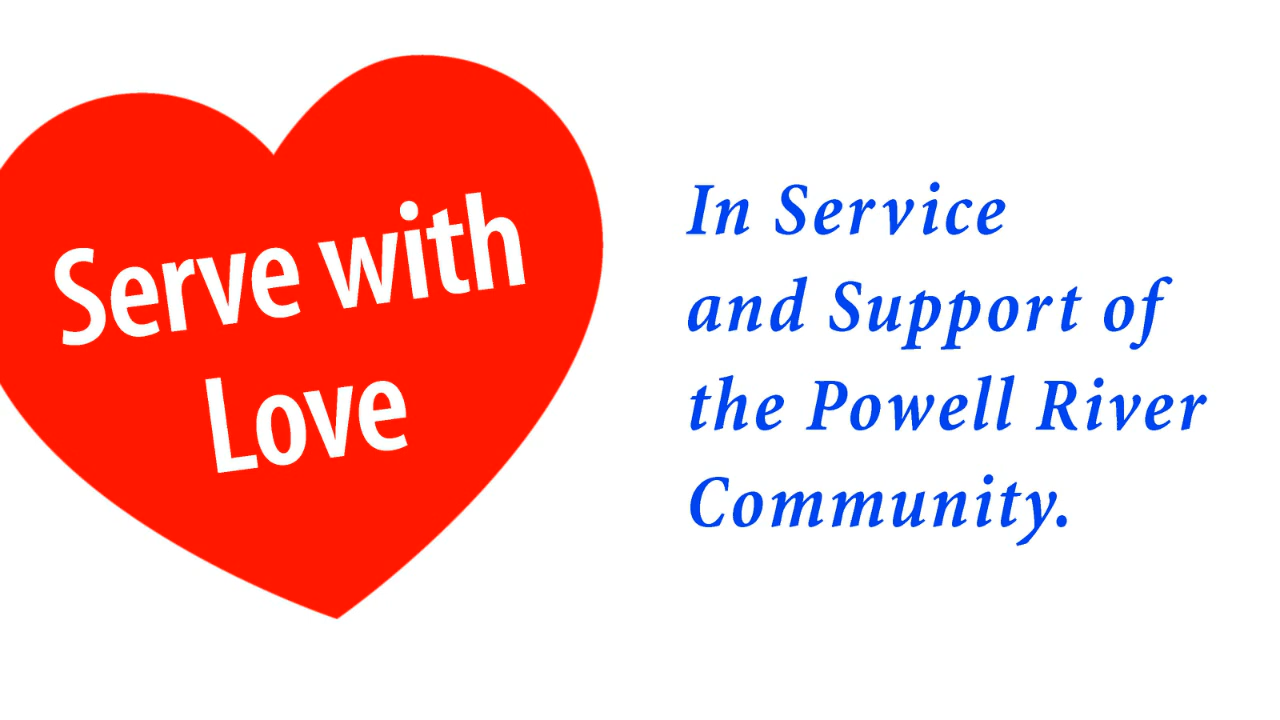 Serve with
Love
In Service
and Support of
the Powell River
Community.